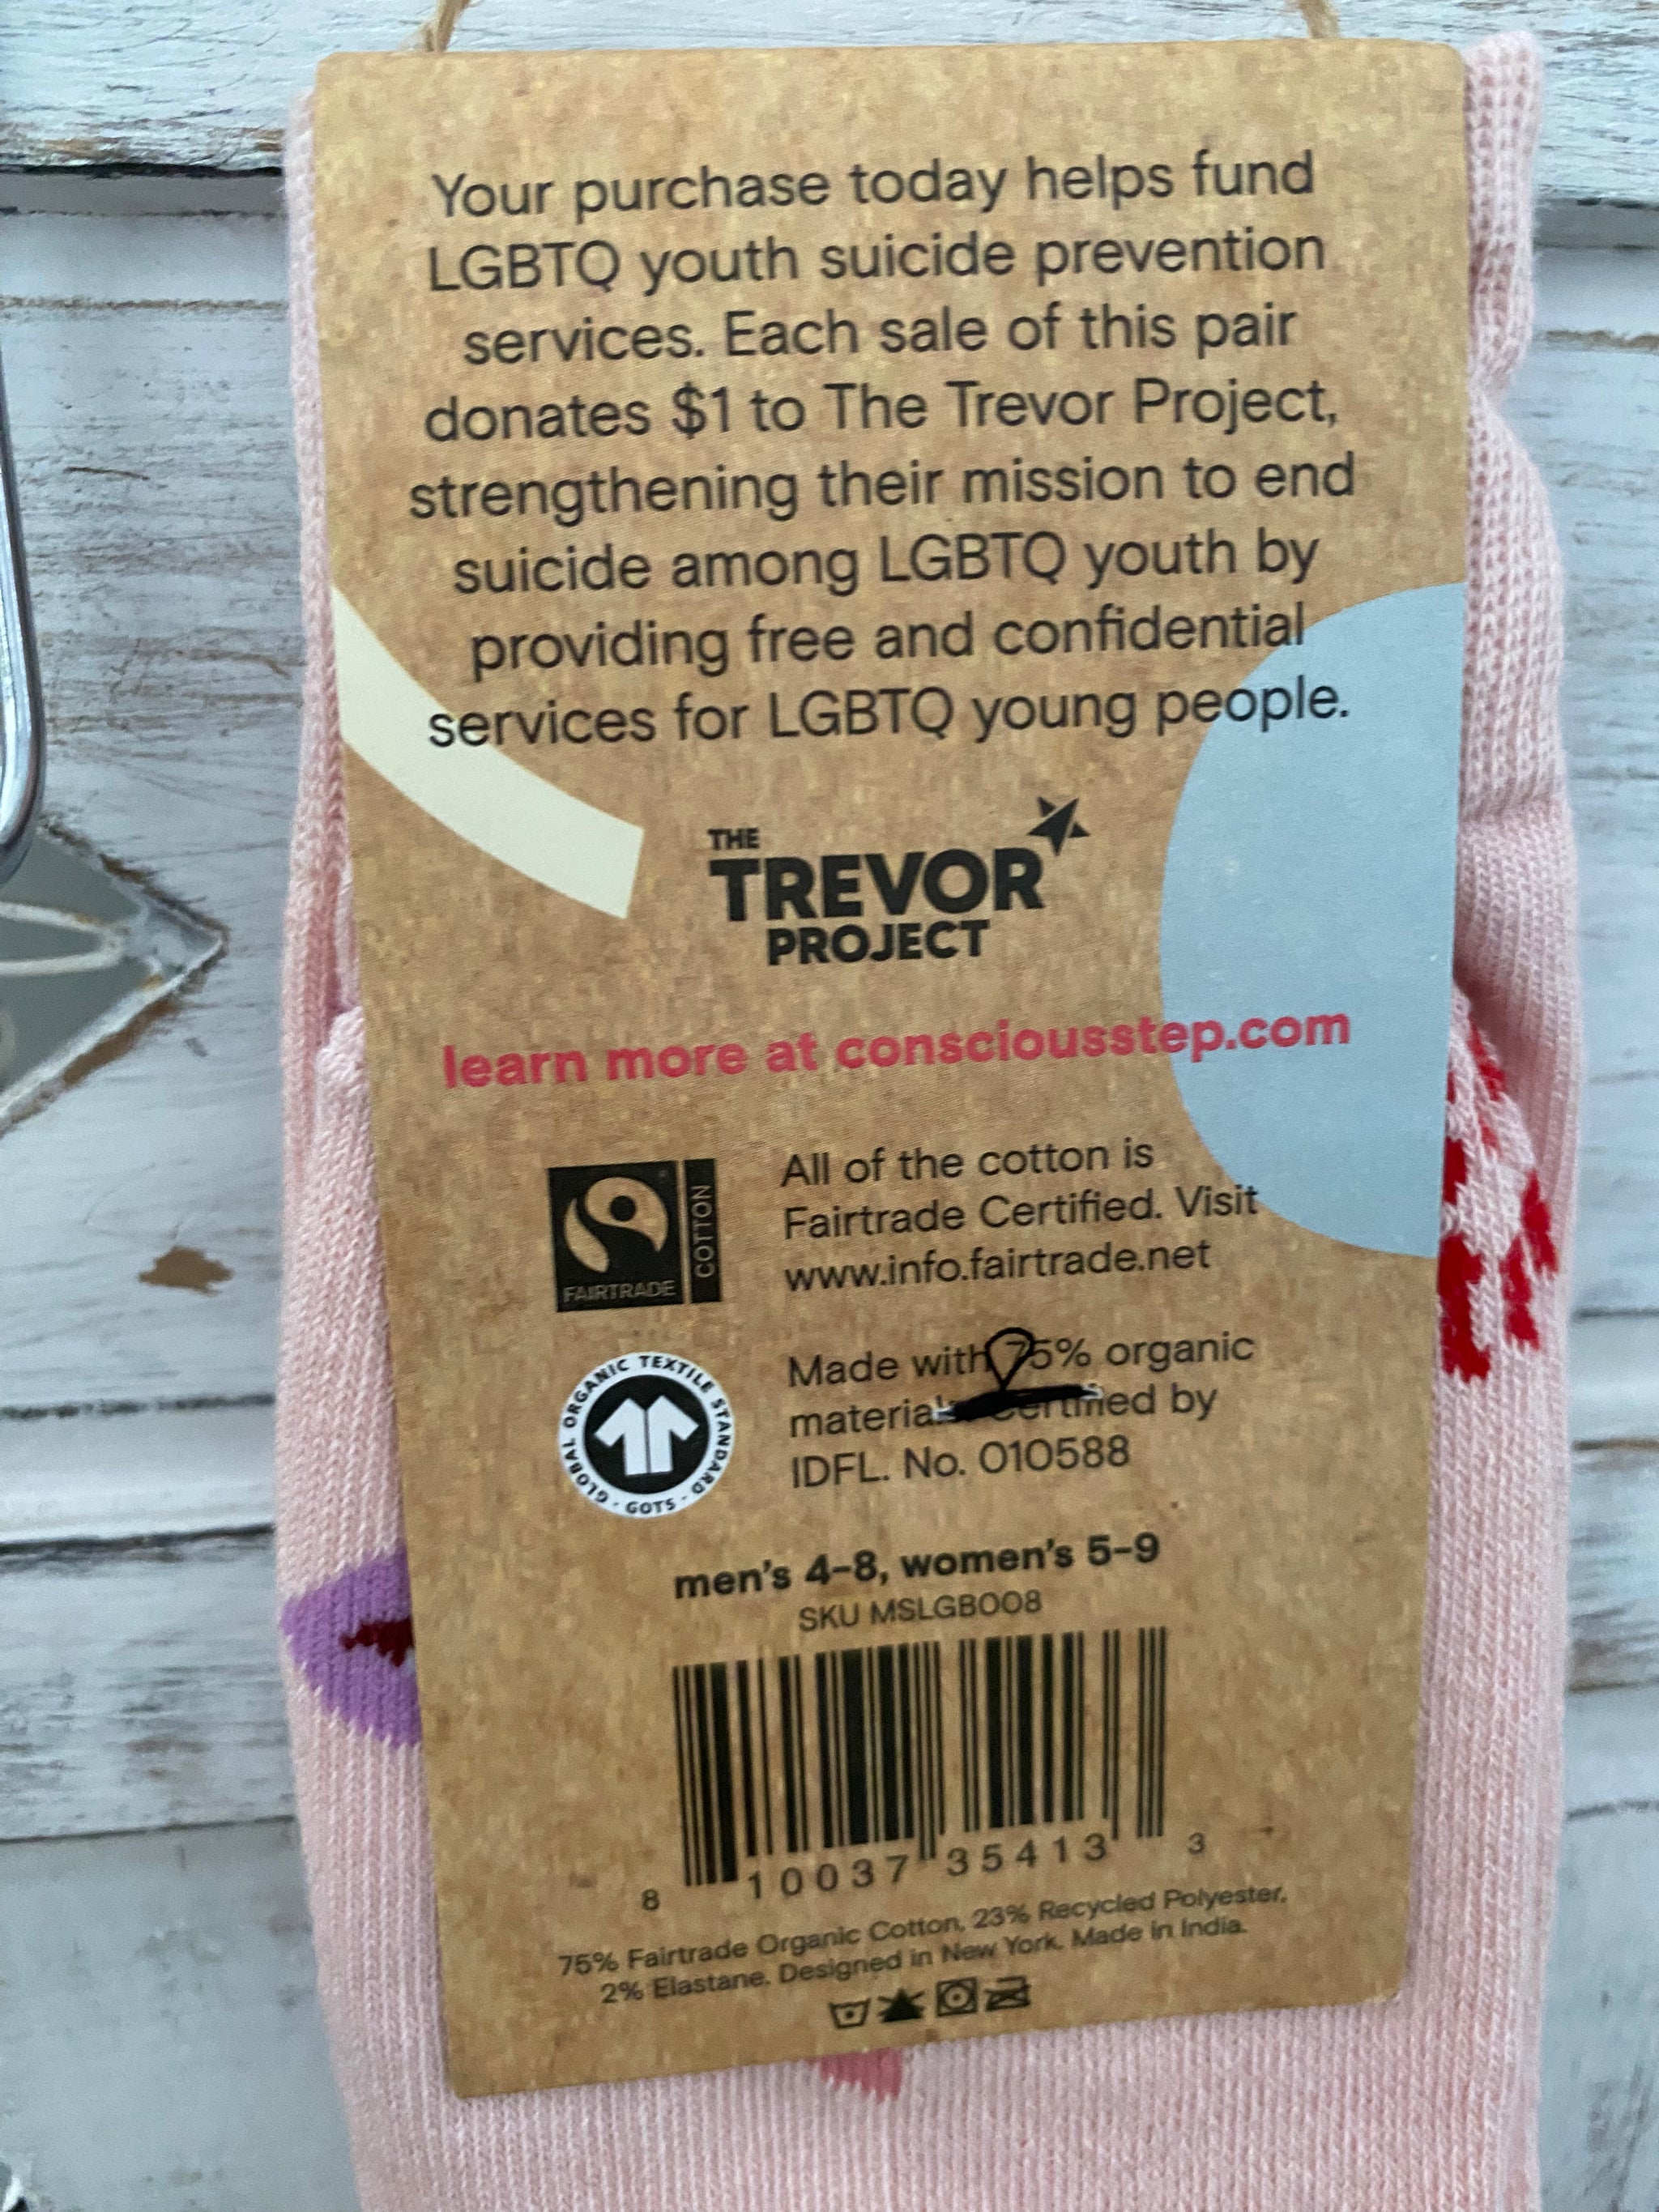 Your purchase today helps fund
LGBTQ youth suicide prevention
services. Each sale of this pair
donates $1 to The Trevor Project,
strengthening their mission to end
suicide among LGBTQ youth by
providing free and confidential
services for LGBTQ young people.
THE
TREVOR
PROJECT
learn more at consciousstep.com
FAIRTRADE
COTTON
All of the cotton is
Fairtrade Certified. Visit
www.info.fairtrade.net
GLOBAL ORGANIC TEXTILE STANDARD · GOTS ·
Made with 75% organic
materials. Certified by
IDFL. No. 010588
men's 4-8, women's 5-9
SKU MSLGB008
8 10037 35413 3
75% Fairtrade Organic Cotton, 23% Recycled Polyester,
2% Elastane. Designed in New York. Made in India.